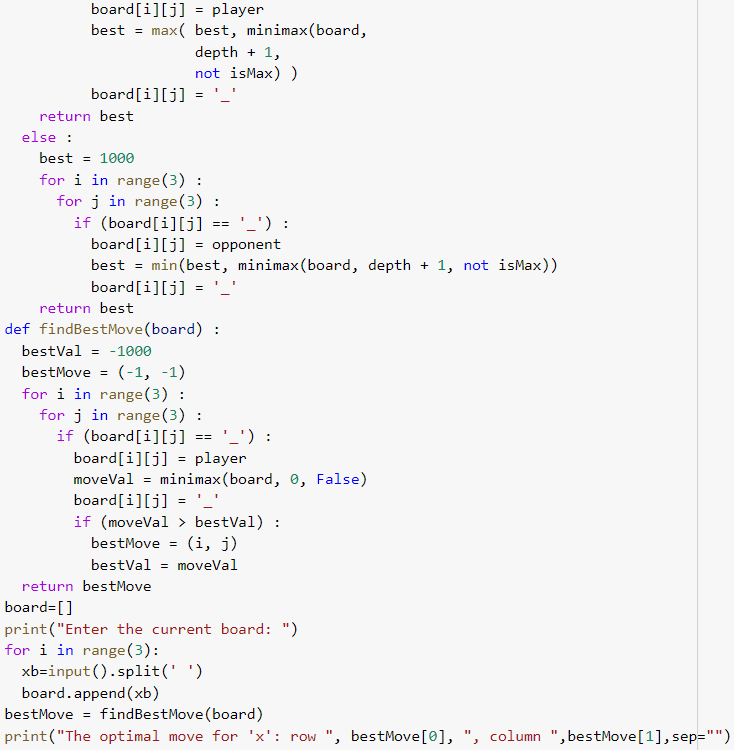 board[i][j] = player
          best = max( best, minimax(board,
                      depth + 1,
                      not isMax) )
          board[i][j] = '_'
    return best
  else :
    best = 1000
    for i in range(3) :
      for j in range(3) :
        if (board[i][j] == '_') :
          board[i][j] = opponent
          best = min(best, minimax(board, depth + 1, not isMax))
          board[i][j] = '_'
    return best
def findBestMove(board) :
  bestVal = -1000
  bestMove = (-1, -1)
  for i in range(3) :
    for j in range(3) :
      if (board[i][j] == '_') :
        board[i][j] = player
        moveVal = minimax(board, 0, False)
        board[i][j] = '_'
        if (moveVal > bestVal) :
          bestMove = (i, j)
          bestVal = moveVal
  return bestMove
board=[]
print("Enter the current board: ")
for i in range(3):
  xb=input().split(' ')
  board.append(xb)
bestMove = findBestMove(board)
print("The optimal move for 'x': row ", bestMove[0], ", column ",bestMove[1],sep="")